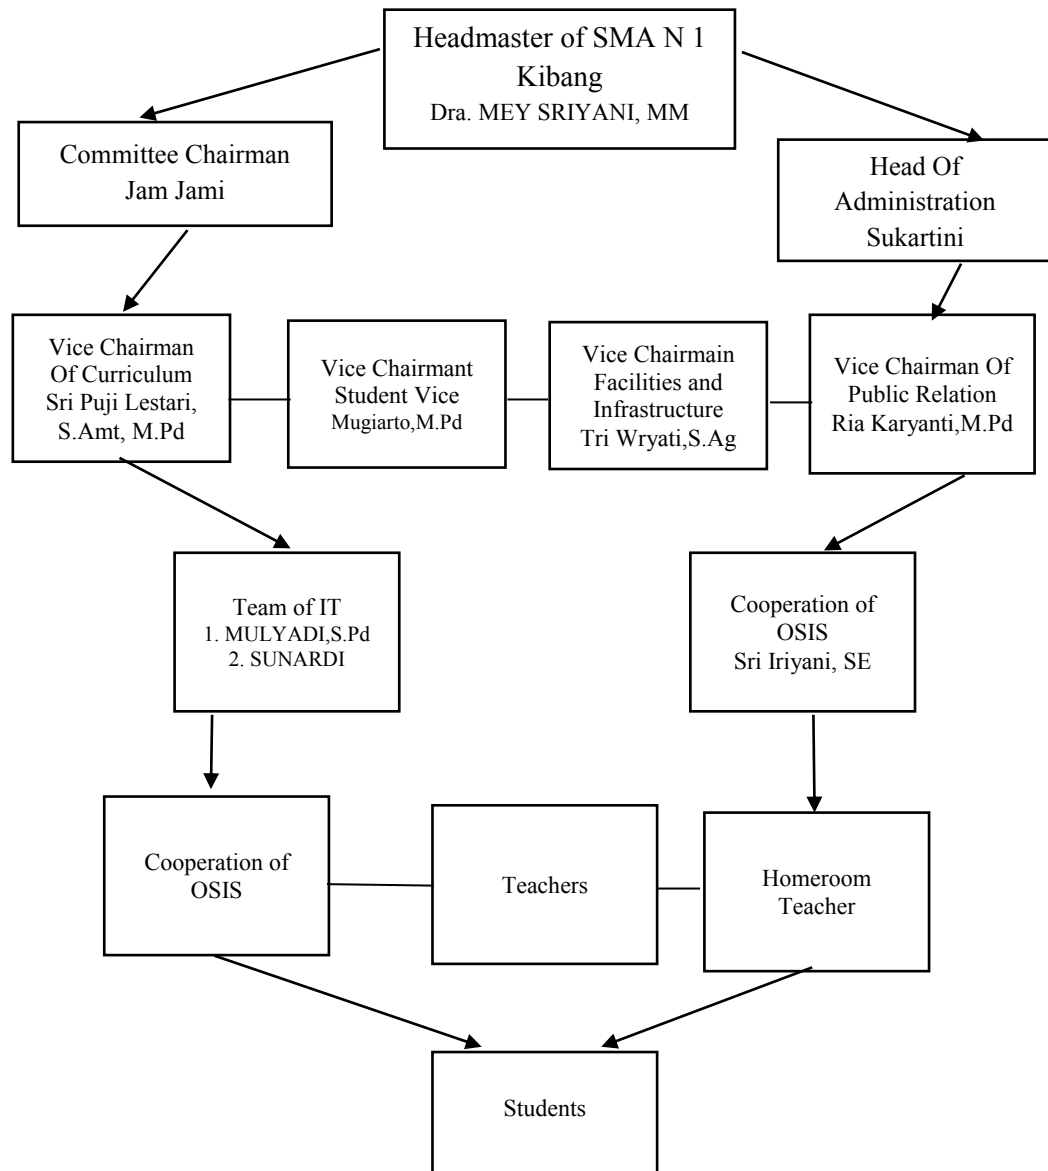 Headmaster of SMA N 1
Kibang
Dra. MEY SRIYANI, MM
Committee Chairman
Jam Jami
Head Of
Administration
Sukartini
Vice Chairman
Of Curriculum
Sri Puji Lestari,
S.Amt, M.Pd
Vice Chairmant
Student Vice
Mugiarto,M.Pd
Vice Chairmain
Facilities and
Infrastructure
Tri Wryati,S.Ag
Vice Chairman Of
Public Relation
Ria Karyanti,M.Pd
Team of IT
1. MULYADI,S.Pd
2. SUNARDI
Cooperation of
OSIS
Sri Iriyani, SE
Cooperation of
OSIS
Teachers
Homeroom
Teacher
Students